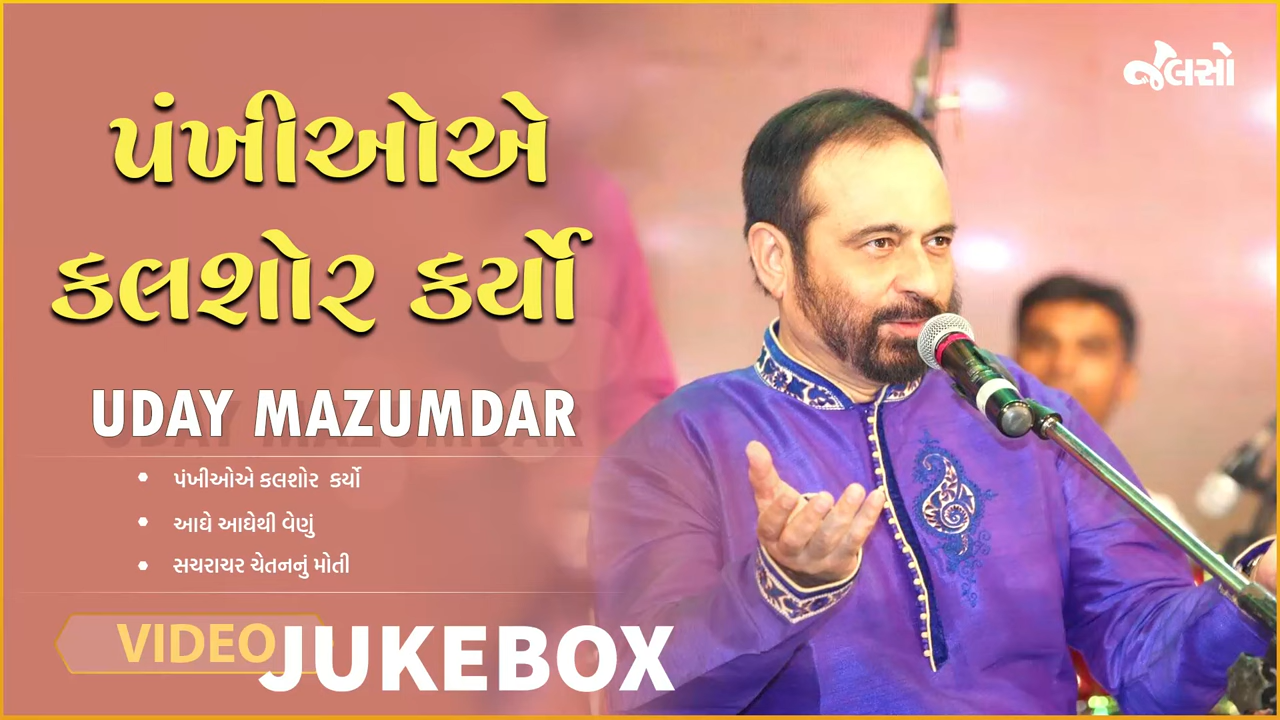 જલસો
પંખીઓએ
કલશોર કર્યો
UDAY MAZUMDAR
પંખીઓએ કલશોર કર્યો
આઘે આઘેથી વેણું
સચરાચર ચેતનનું મોતી
VIDEO JUKEBOX